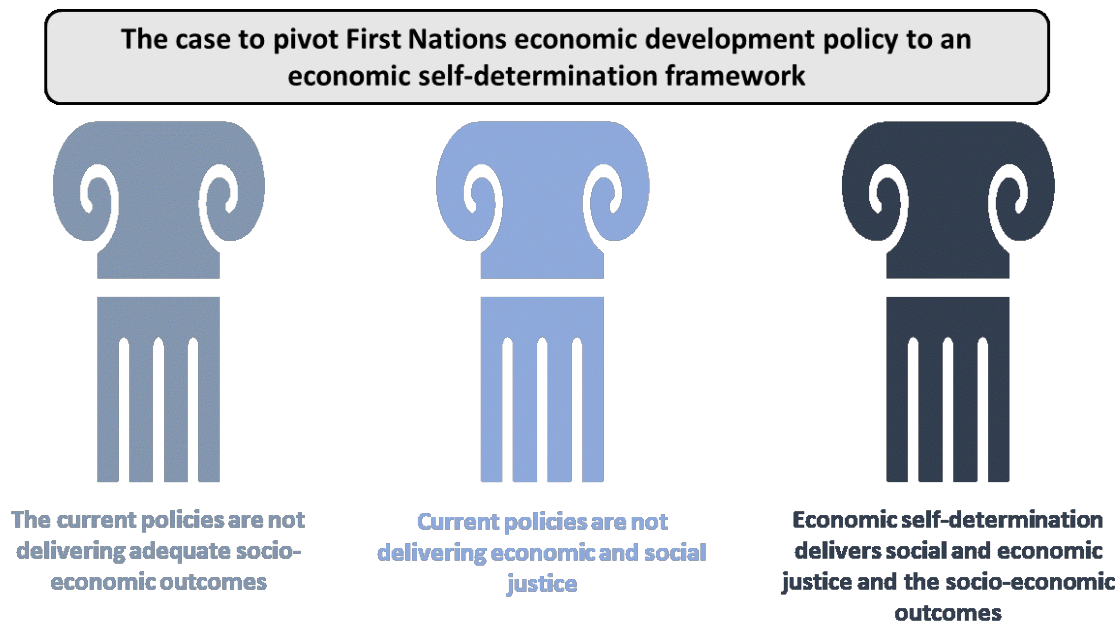 The case to pivot First Nations economic development policy to an
economic self-determination framework
The current policies are not
delivering adequate socio-
economic outcomes
Current policies are not
delivering economic and social
justice
Economic self-determination
delivers social and economic
justice and the socio-economic
outcomes